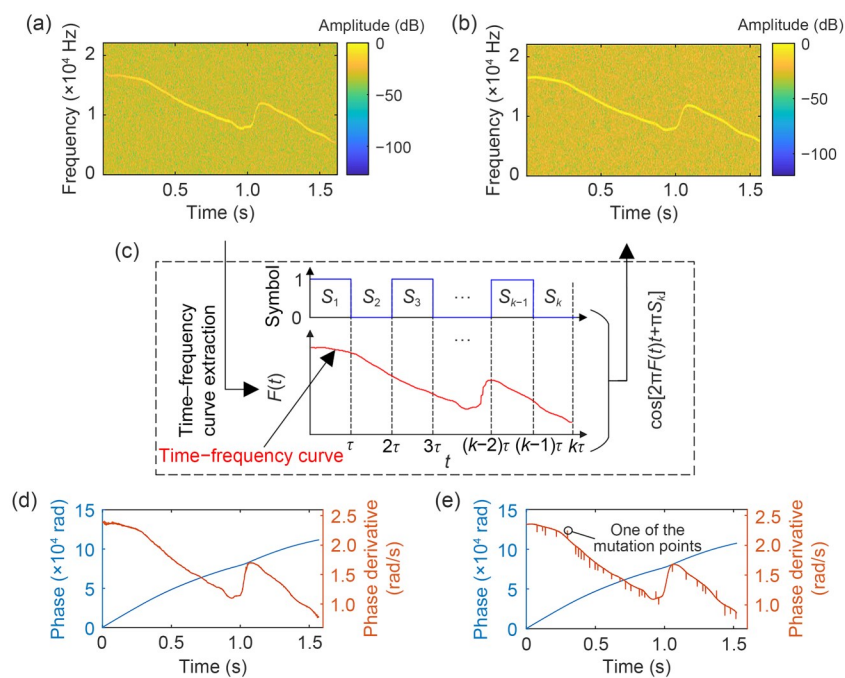 (a)
Amplitude (dB)
Frequency (×10⁴ Hz)
2
1
0
0.5
1.0
1.5
Time (s)
0
−50
−100
(b)
Amplitude (dB)
Frequency (×10⁴ Hz)
2
1
0
0.5
1.0
1.5
Time (s)
0
−50
−100
(c)
Time−frequency
curve extraction
Symbol
1
0
S₁
S₂
S₃
...
Sₖ₋₁
Sₖ
...
F(t)
τ
2τ
3τ
(k−2)τ
(k−1)τ
kτ
t
Time−frequency curve
cos[2πF(t)t+πSₖ]
(d)
Phase (×10⁴ rad)
15
10
5
0
0
0.5
1.0
1.5
Time (s)
2.5
2.0
1.5
1.0
Phase derivative
(rad/s)
(e)
Phase (×10⁴ rad)
15
10
5
0
0
0.5
1.0
1.5
Time (s)
One of the
mutation points
2.5
2.0
1.5
1.0
Phase derivative
(rad/s)